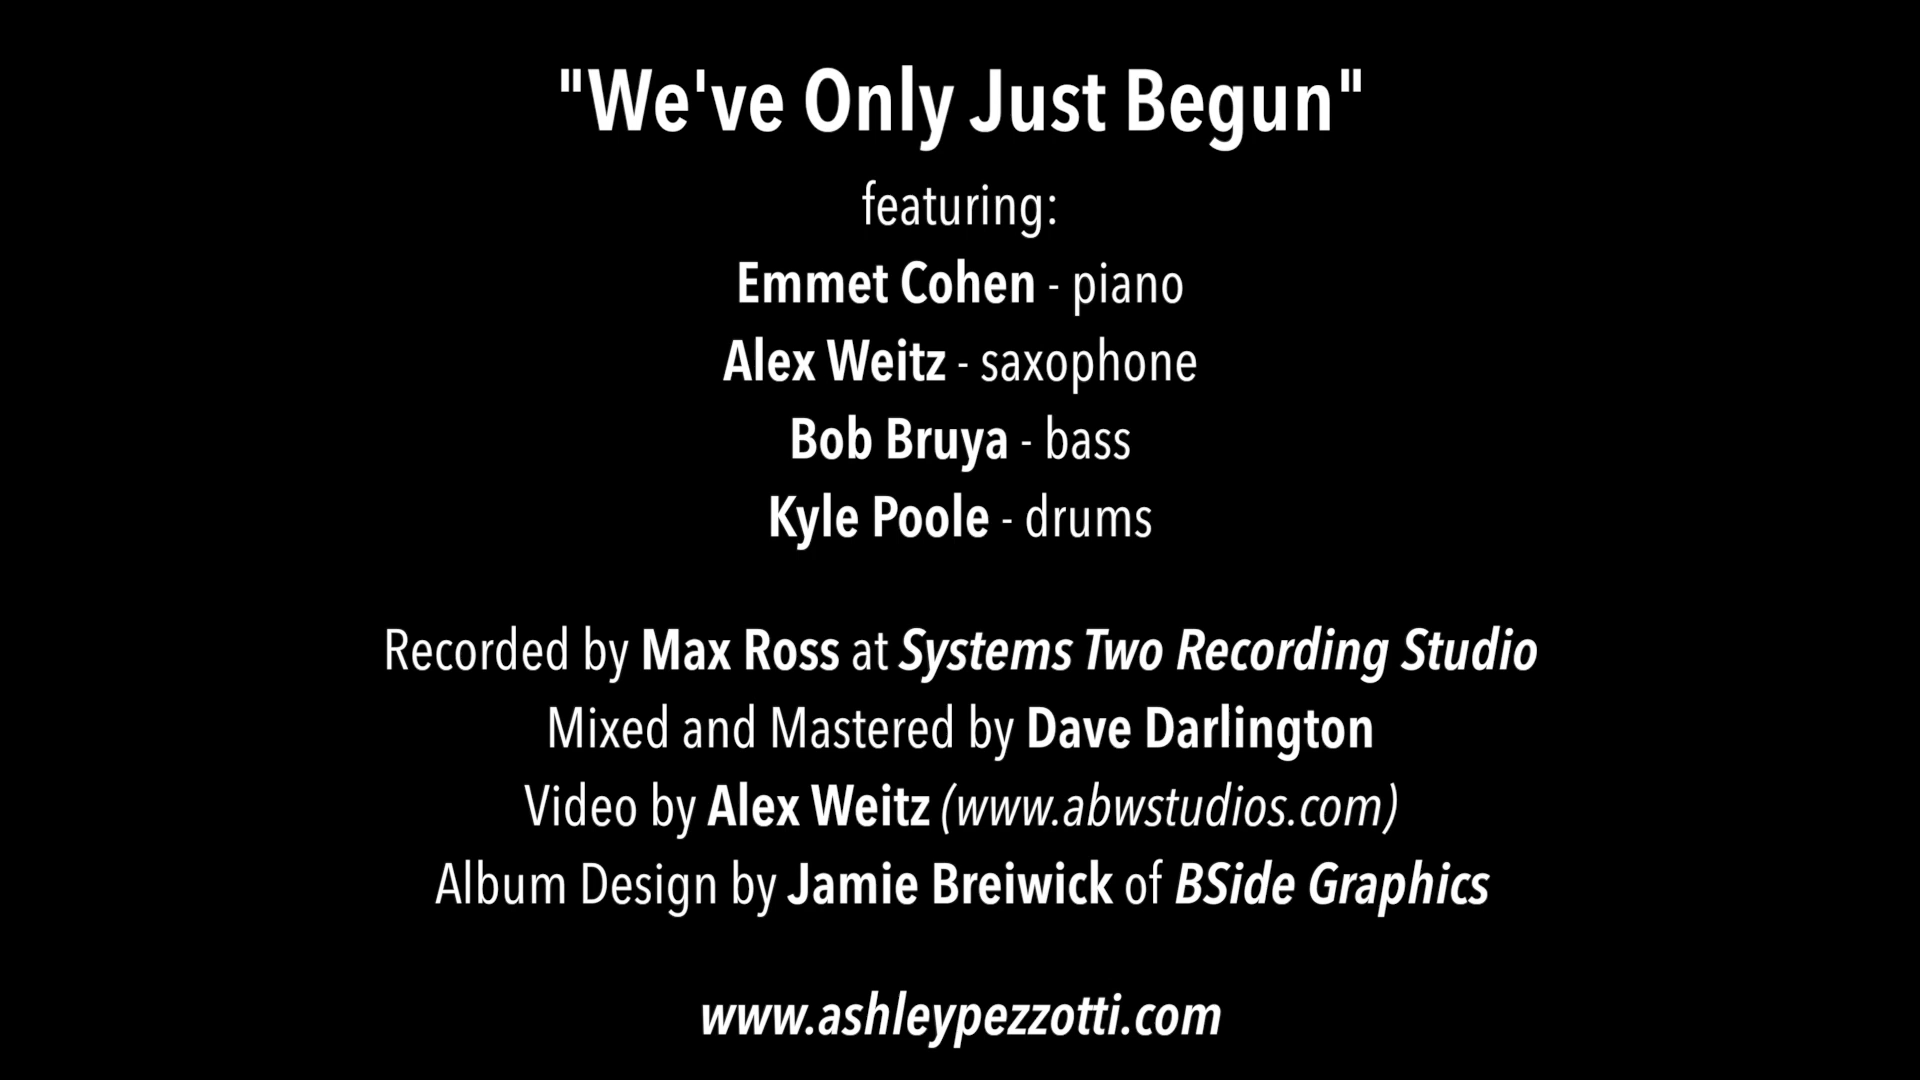 "We've Only Just Begun"
featuring:
Emmet Cohen - piano
Alex Weitz - saxophone
Bob Bruya - bass
Kyle Poole - drums
Recorded by Max Ross at Systems Two Recording Studio
Mixed and Mastered by Dave Darlington
Video by Alex Weitz (www.abwstudios.com)
Album Design by Jamie Breiwick of BSide Graphics
www.ashleypezzotti.com